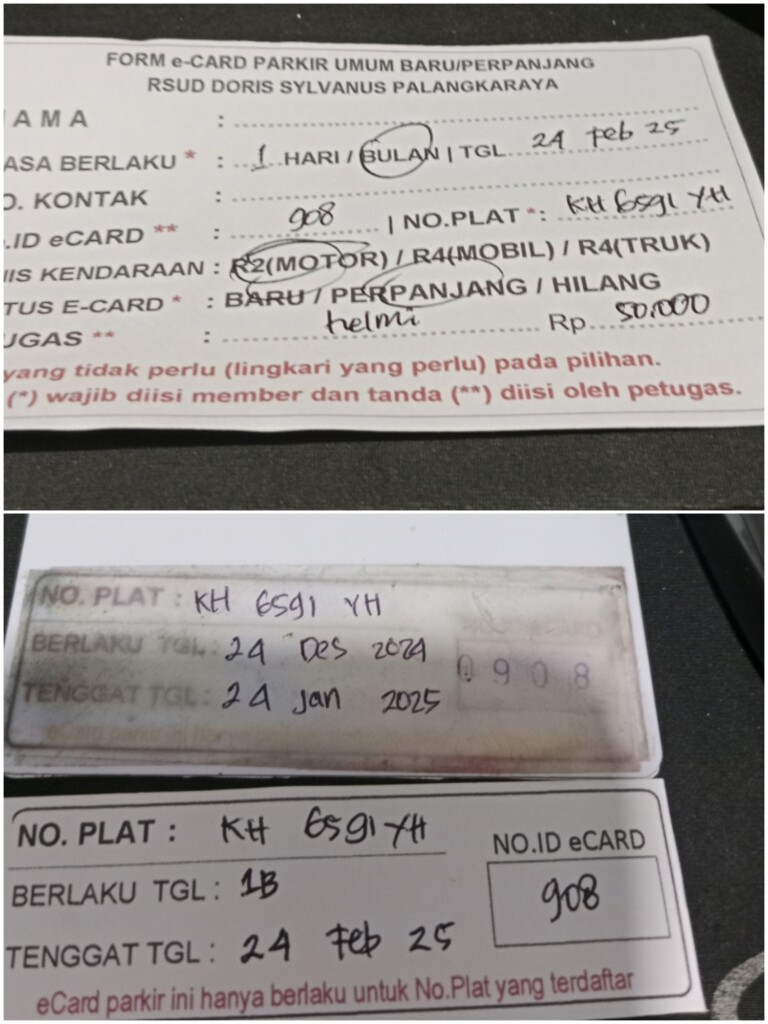 FORM e-CARD PARKIR UMUM BARU/PERPANJANG
RSUD DORIS SYLVANUS PALANGKARAYA
AMA :
ASA BERLAKU * : 1 HARI / BULAN | TGL 24 Feb 25
O. KONTAK :
.ID eCARD ** : 908 | NO.PLAT *: KH 6591 YH
NIS KENDARAAN : R2(MOTOR) / R4(MOBIL) / R4(TRUK)
TUS E-CARD * : BARU / PERPANJANG / HILANG
UGAS ** : helmi Rp 50.000
yang tidak perlu (lingkari yang perlu) pada pilihan.
(*) wajib diisi member dan tanda (**) diisi oleh petugas.
NO. PLAT : KH 6591 YH
BERLAKU TGL : 24 Des 2024
0908
TENGGAT TGL : 24 Jan 2025
eCard parkir ini hanya
NO. PLAT : KH 6591 YH
NO.ID eCARD
BERLAKU TGL : 1B
908
TENGGAT TGL : 24 Feb 25
eCard parkir ini hanya berlaku untuk No.Plat yang terdaftar